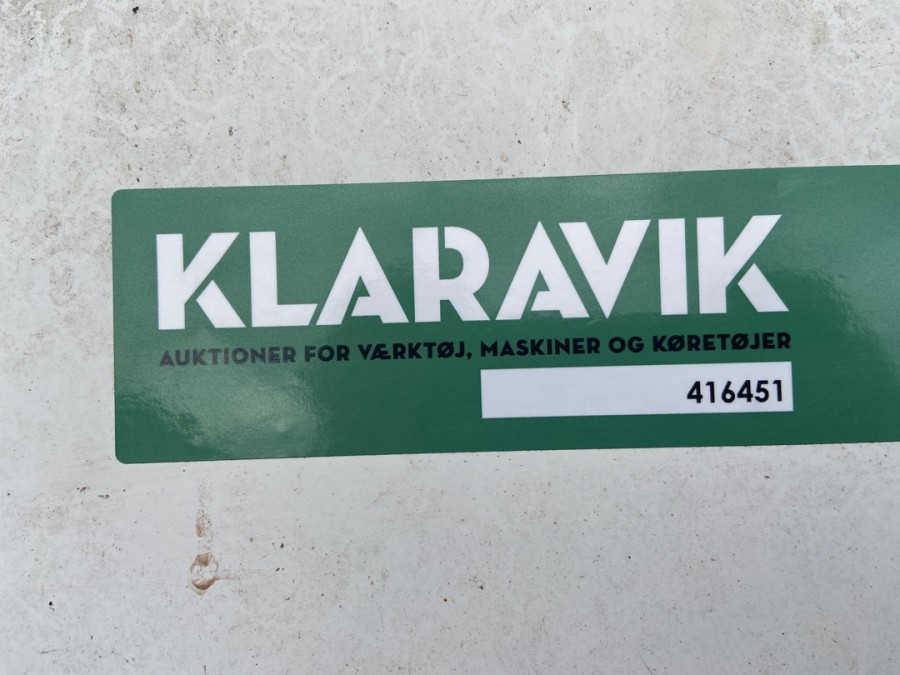 KLARAVIK
AUKTIONER FOR VÆRKTØJ, MASKINER OG KØRETØJER
416451